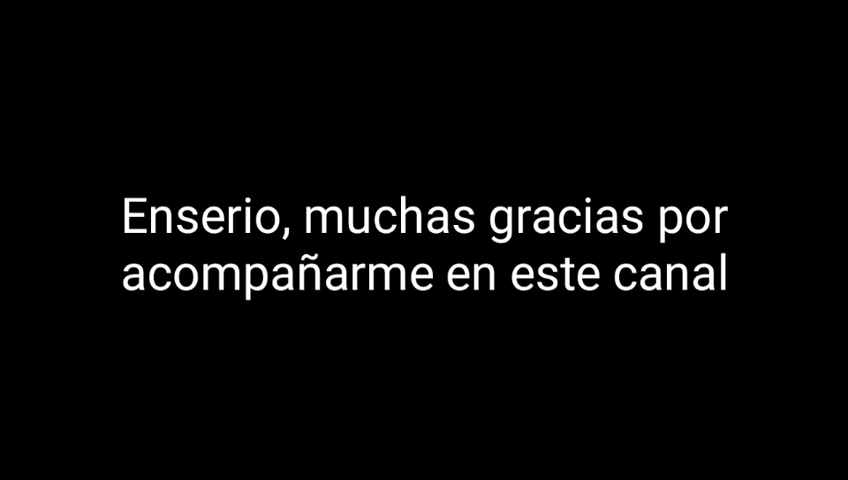 Enserio, muchas gracias por
acompañarme en este canal